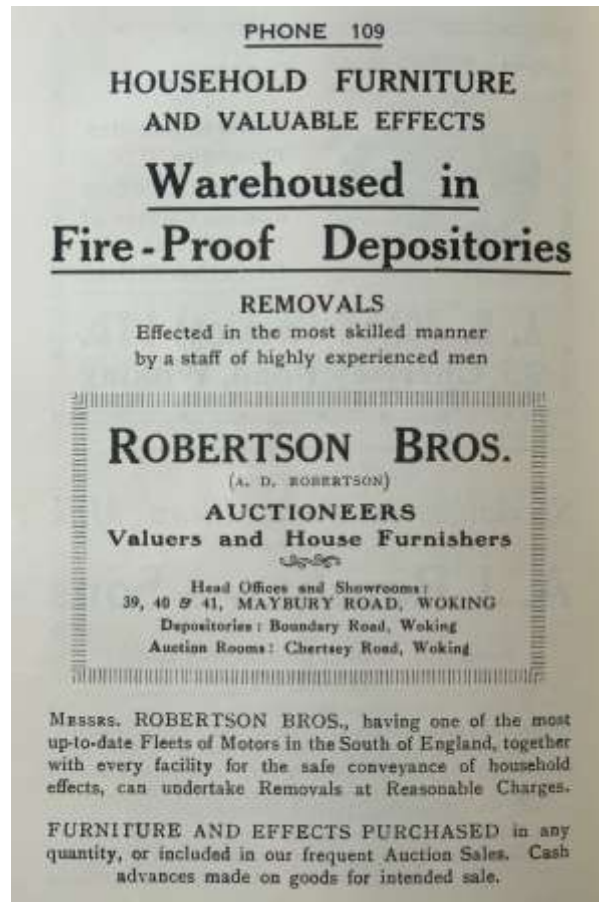 PHONE 109
HOUSEHOLD FURNITURE
AND VALUABLE EFFECTS
Warehoused in
Fire-Proof Depositories
REMOVALS
Effected in the most skilled manner
by a staff of highly experienced men
ROBERTSON BROS.
(A. D. ROBERTSON)
AUCTIONEERS
Valuers and House Furnishers
Head Offices and Showrooms:
39, 40 & 41, MAYBURY ROAD, WOKING
Depositories: Boundary Road, Woking
Auction Rooms: Chertsey Road, Woking
MESSRS. ROBERTSON BROS., having one of the most
up-to-date Fleets of Motors in the South of England, together
with every facility for the safe conveyance of household
effects, can undertake Removals at Reasonable Charges.
FURNITURE AND EFFECTS PURCHASED in any
quantity, or included in our frequent Auction Sales. Cash
advances made on goods for intended sale.